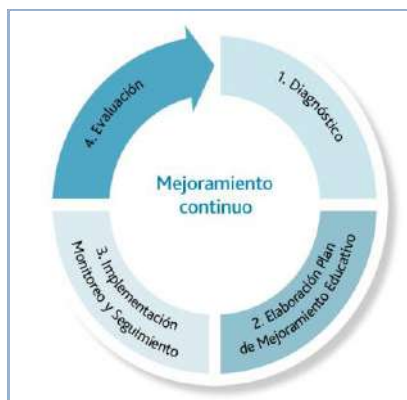 1. Diagnóstico
2. Elaboración Plan
de Mejoramiento Educativo
3. Implementación
Monitoreo y Seguimiento
4. Evaluación
Mejoramiento
continuo